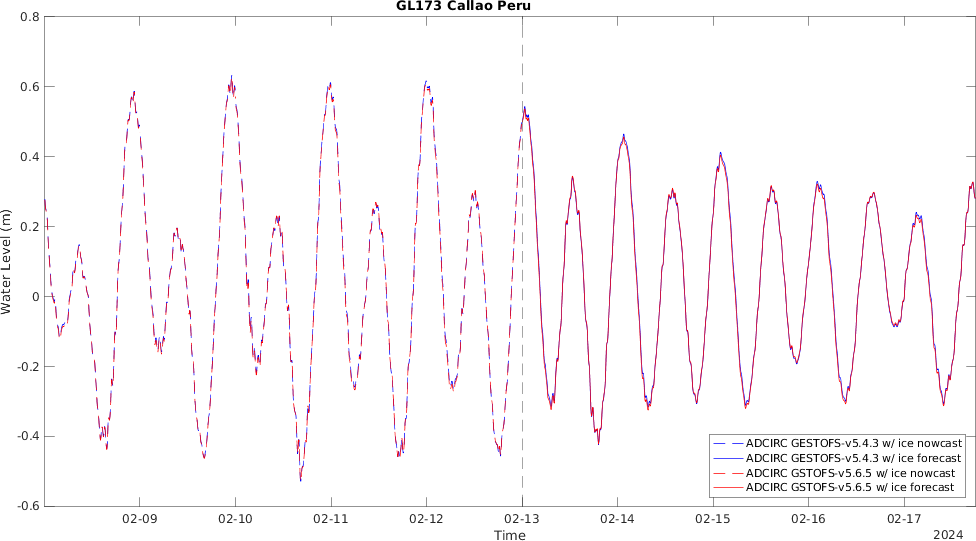 GL173 Callao Peru
0.8
0.6
0.4
0.2
0
-0.2
-0.4
-0.6
Water Level (m)
ADCIRC GESTOFS-v5.4.3 w/ ice nowcast
ADCIRC GESTOFS-v5.4.3 w/ ice forecast
ADCIRC GSTOFS-v5.6.5 w/ ice nowcast
ADCIRC GSTOFS-v5.6.5 w/ ice forecast
02-09 02-10 02-11 02-12 02-13 02-14 02-15 02-16 02-17
Time
2024